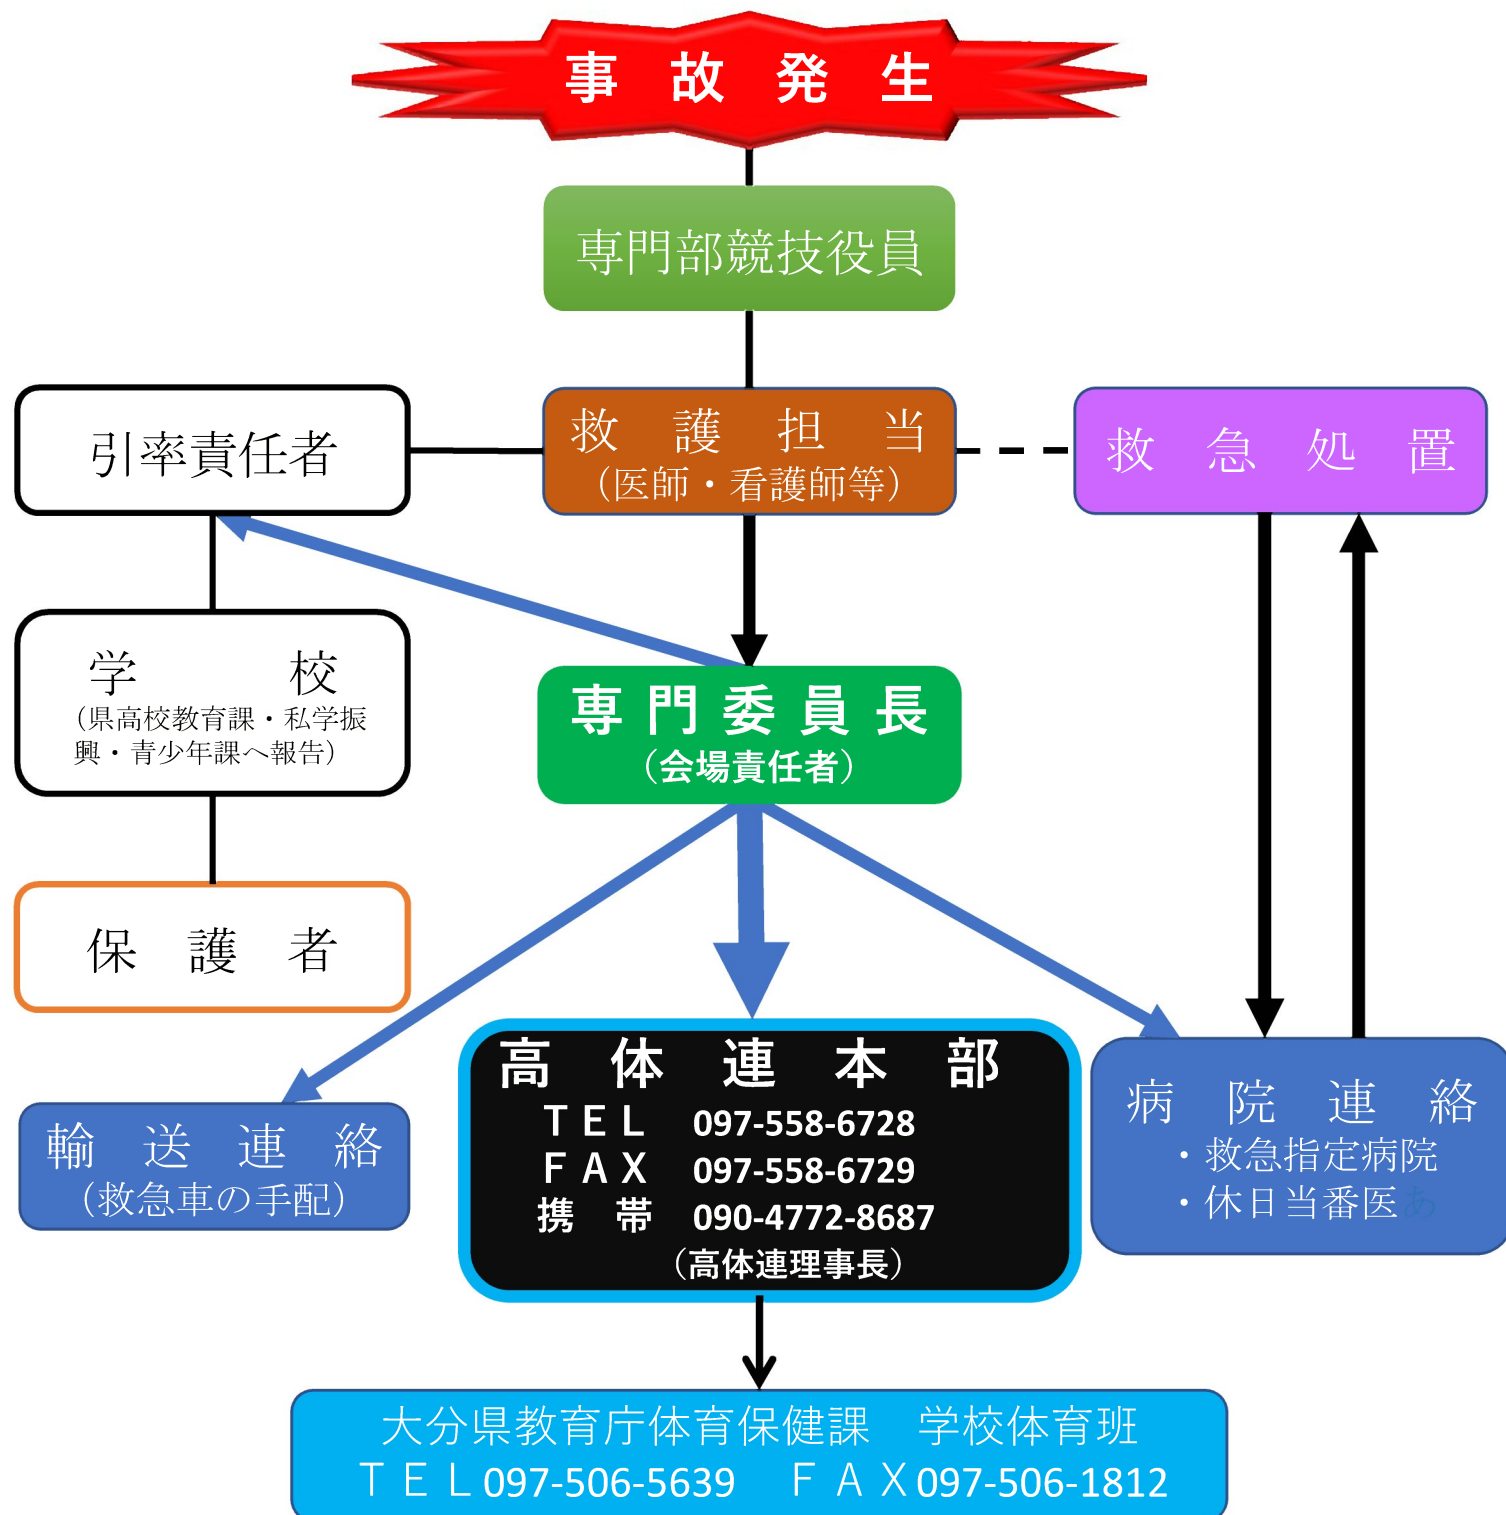 事　故　発　生
専門部競技役員
引率責任者
救　護　担　当
（医師・看護師等）
救　急　処　置
学　　　校
（県高校教育課・私学振
興・青少年課へ報告）
専 門 委 員 長
（会場責任者）
保　護　者
高　体　連　本　部
ＴＥＬ　097-558-6728
ＦＡＸ　097-558-6729
携　帯　090-4772-8687
（高体連理事長）
輸　送　連　絡
（救急車の手配）
病　院　連　絡
・救急指定病院
・休日当番医あ
大分県教育庁体育保健課　学校体育班
ＴＥＬ097-506-5639　ＦＡＸ097-506-1812